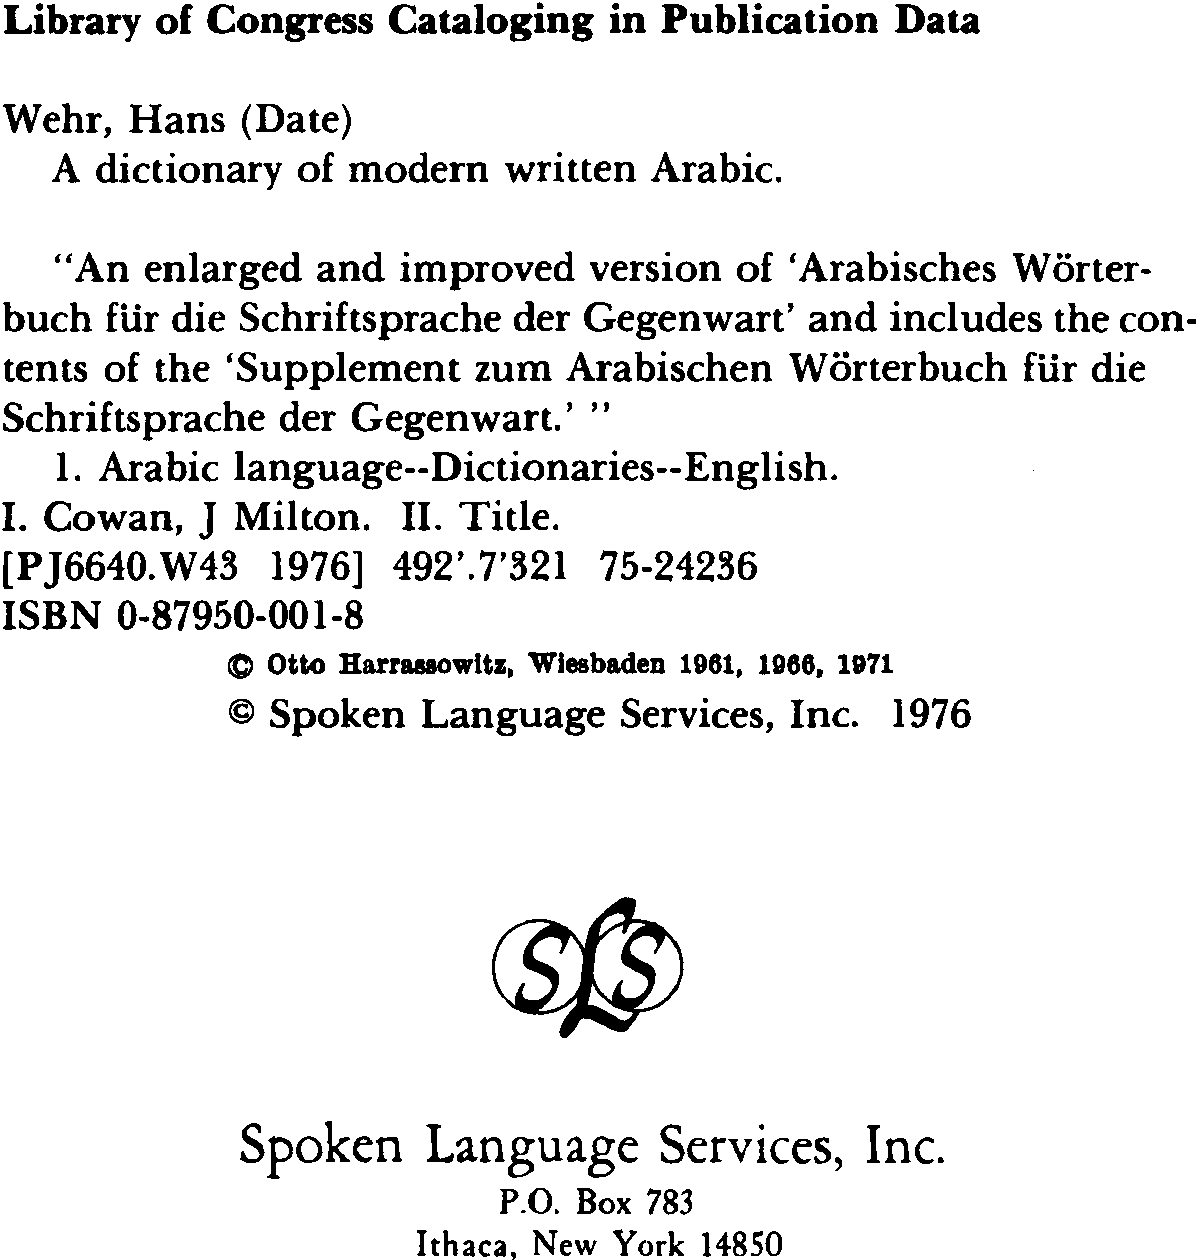 Library of Congress Cataloging in Publication Data
Wehr, Hans (Date)
A dictionary of modern written Arabic.
"An enlarged and improved version of 'Arabisches Wörter-
buch für die Schriftsprache der Gegenwart' and includes the con-
tents of the 'Supplement zum Arabischen Wörterbuch für die
Schriftsprache der Gegenwart.' "
1. Arabic language--Dictionaries--English.
I. Cowan, J Milton. II. Title.
[PJ6640.W43 1976] 492'.7'321 75-24236
ISBN 0-87950-001-8
© Otto Harrassowitz, Wiesbaden 1961, 1966, 1971
© Spoken Language Services, Inc. 1976
SLS
Spoken Language Services, Inc.
P.O. Box 783
Ithaca, New York 14850